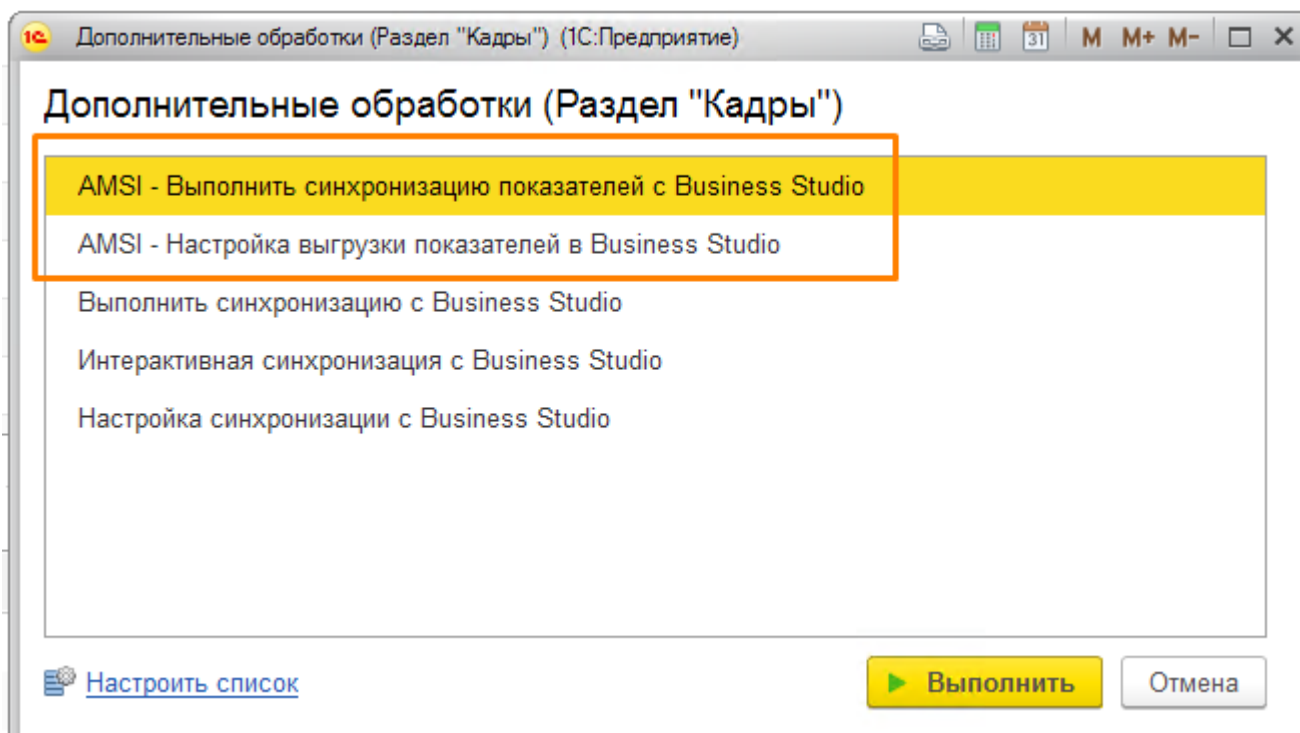 1С Дополнительные обработки (Раздел "Кадры") (1С:Предприятие) 31 M M+ M-
Дополнительные обработки (Раздел "Кадры")
AMSI - Выполнить синхронизацию показателей с Business Studio
AMSI - Настройка выгрузки показателей в Business Studio
Выполнить синхронизацию с Business Studio
Интерактивная синхронизация с Business Studio
Настройка синхронизации с Business Studio
Настроить список Выполнить Отмена